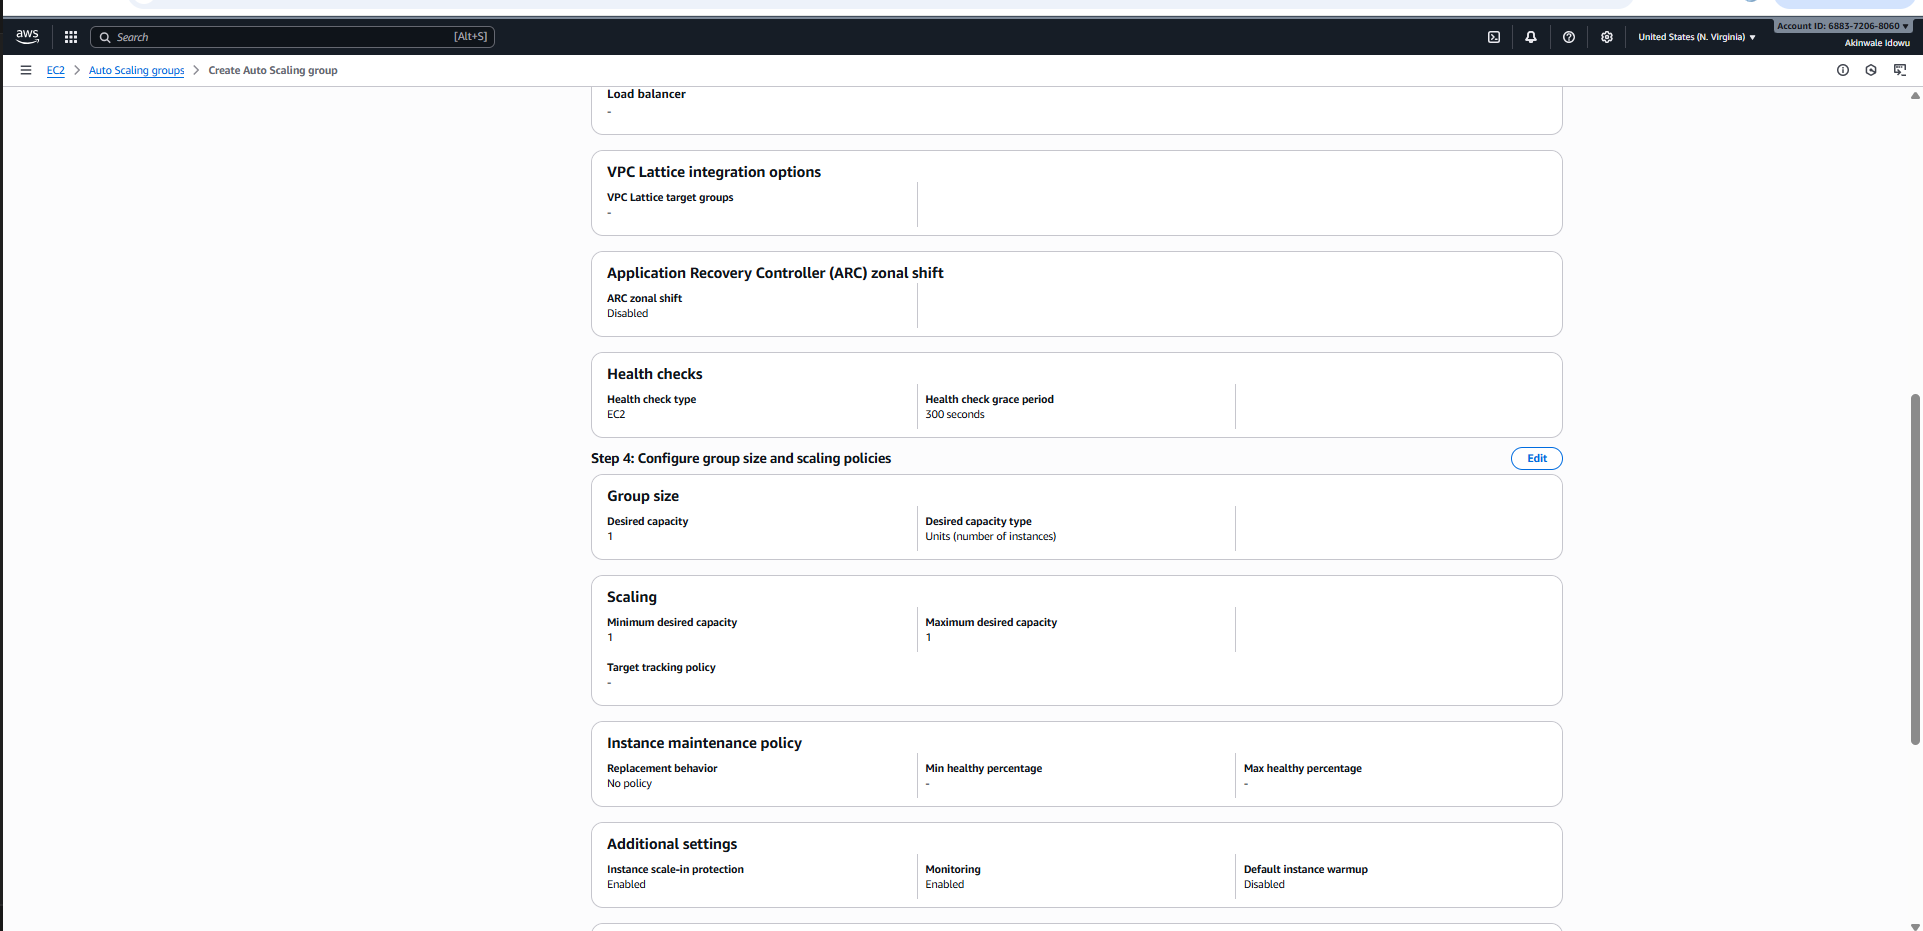 aws
Search [Alt+S]
United States (N. Virginia)
Account ID: 6883-7206-8060
Akinwale Idowu
EC2 > Auto Scaling groups > Create Auto Scaling group
Load balancer
-
VPC Lattice integration options
VPC Lattice target groups
-
Application Recovery Controller (ARC) zonal shift
ARC zonal shift
Disabled
Health checks
Health check type
EC2
Health check grace period
300 seconds
Step 4: Configure group size and scaling policies
Edit
Group size
Desired capacity
1
Desired capacity type
Units (number of instances)
Scaling
Minimum desired capacity
1
Maximum desired capacity
1
Target tracking policy
-
Instance maintenance policy
Replacement behavior
No policy
Min healthy percentage
-
Max healthy percentage
-
Additional settings
Instance scale-in protection
Enabled
Monitoring
Enabled
Default instance warmup
Disabled